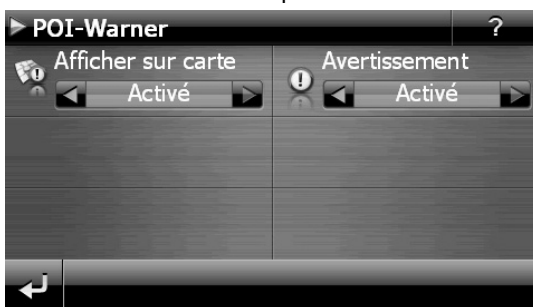 POI-Warner ?
Afficher sur carte
Activé
Avertissement
Activé